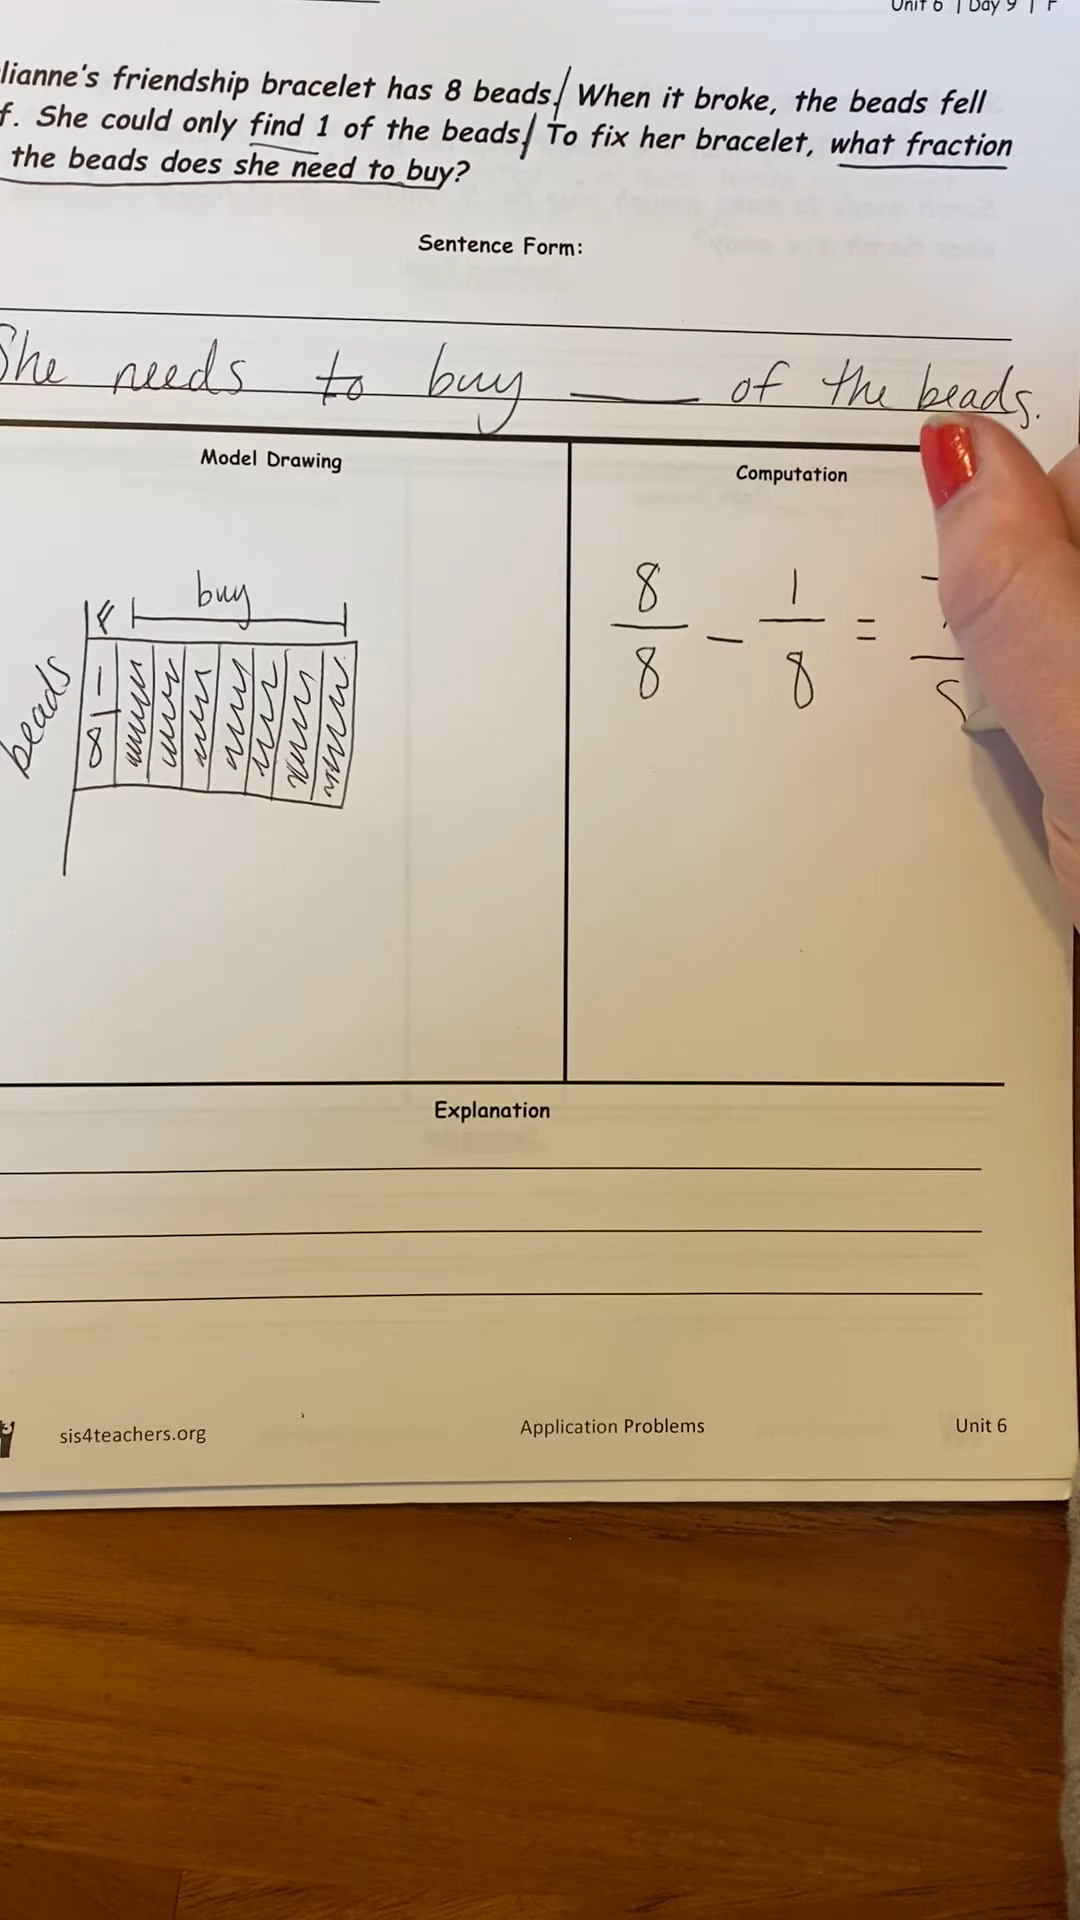 Unit 6 | Day 9 |
lianne's friendship bracelet has 8 beads. When it broke, the beads fell
f. She could only find 1 of the beads. To fix her bracelet, what fraction
the beads does she need to buy?
Sentence Form:
She needs to buy ___ of the beads.
Model Drawing
Computation
buy
f
beads
1/8
8/8 - 1/8 =
Explanation
sis4teachers.org
Application Problems
Unit 6